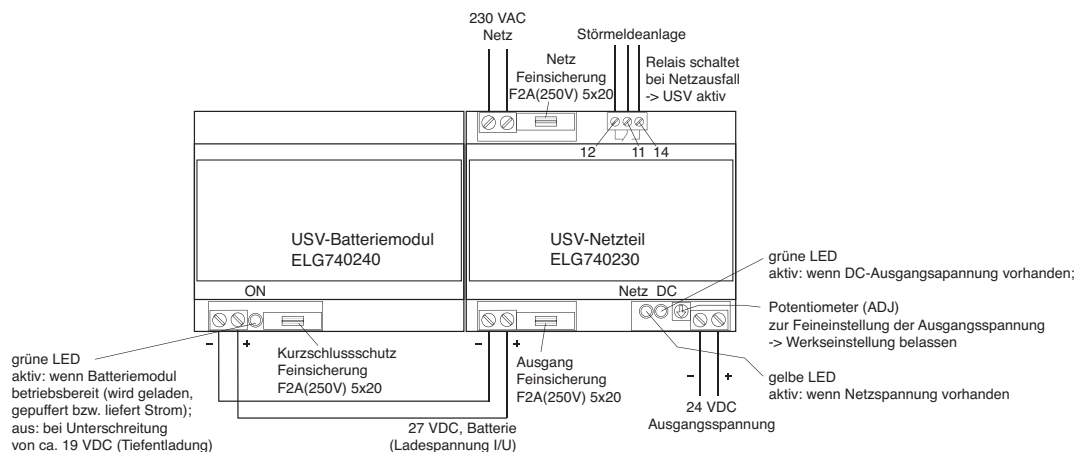 230 VAC
Netz
Störmeldeanlage
Netz
Feinsicherung
F2A(250V) 5x20
Relais schaltet
bei Netzausfall
-> USV aktiv
12
11
14
USV-Batteriemodul
ELG740240
USV-Netzteil
ELG740230
ON
Netz DC
grüne LED
aktiv: wenn DC-Ausgangsapannung vorhanden;
Potentiometer (ADJ)
zur Feineinstellung der Ausgangsspannung
-> Werkseinstellung belassen
gelbe LED
aktiv: wenn Netzspannung vorhanden
- +
- +
- +
grüne LED
aktiv: wenn Batteriemodul
betriebsbereit (wird geladen,
gepuffert bzw. liefert Strom);
aus: bei Unterschreitung
von ca. 19 VDC (Tiefentladung)
Kurzschlussschutz
Feinsicherung
F2A(250V) 5x20
Ausgang
Feinsicherung
F2A(250V) 5x20
27 VDC, Batterie
(Ladespannung I/U)
24 VDC
Ausgangsspannung